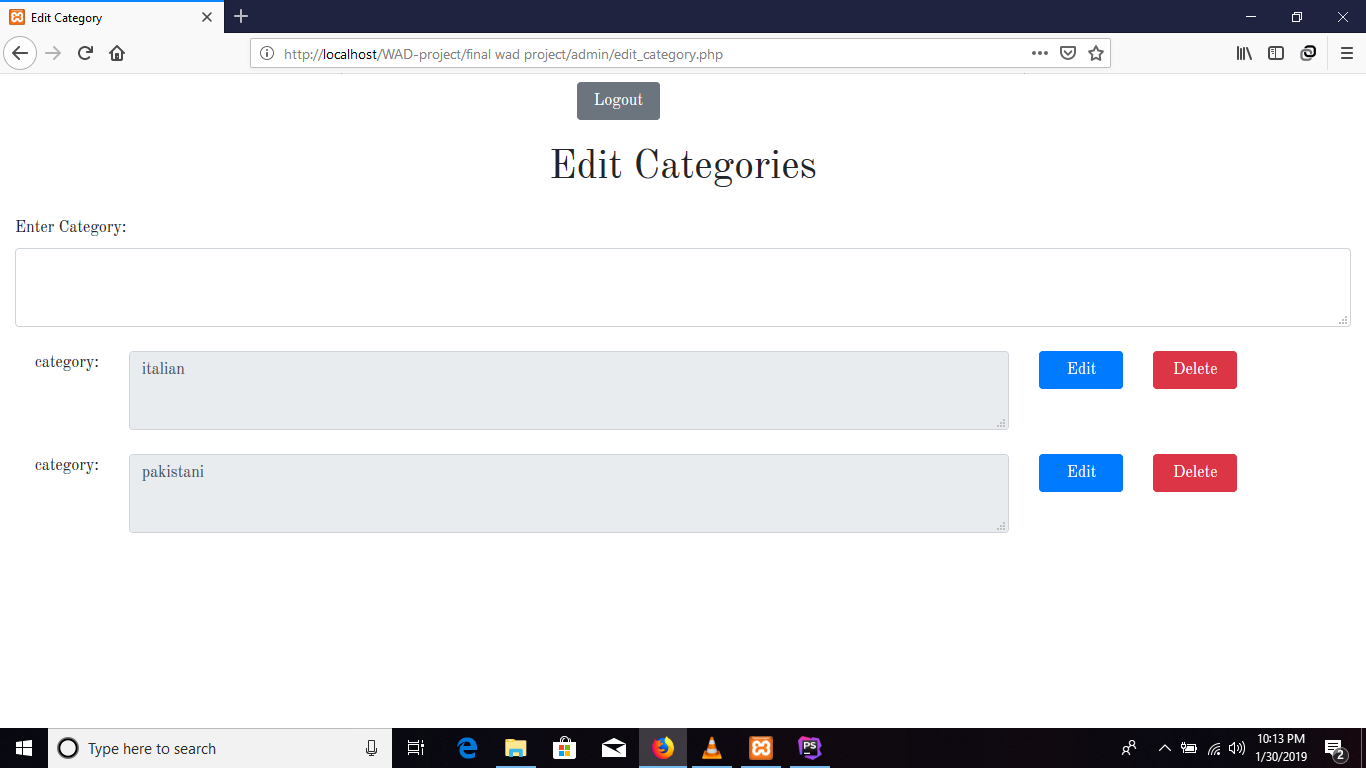 Edit Category
http://localhost/WAD-project/final wad project/admin/edit_category.php
Logout
Edit Categories
Enter Category:
category: italian Edit Delete
category: pakistani Edit Delete
Type here to search
PS
10:13 PM
1/30/2019
2